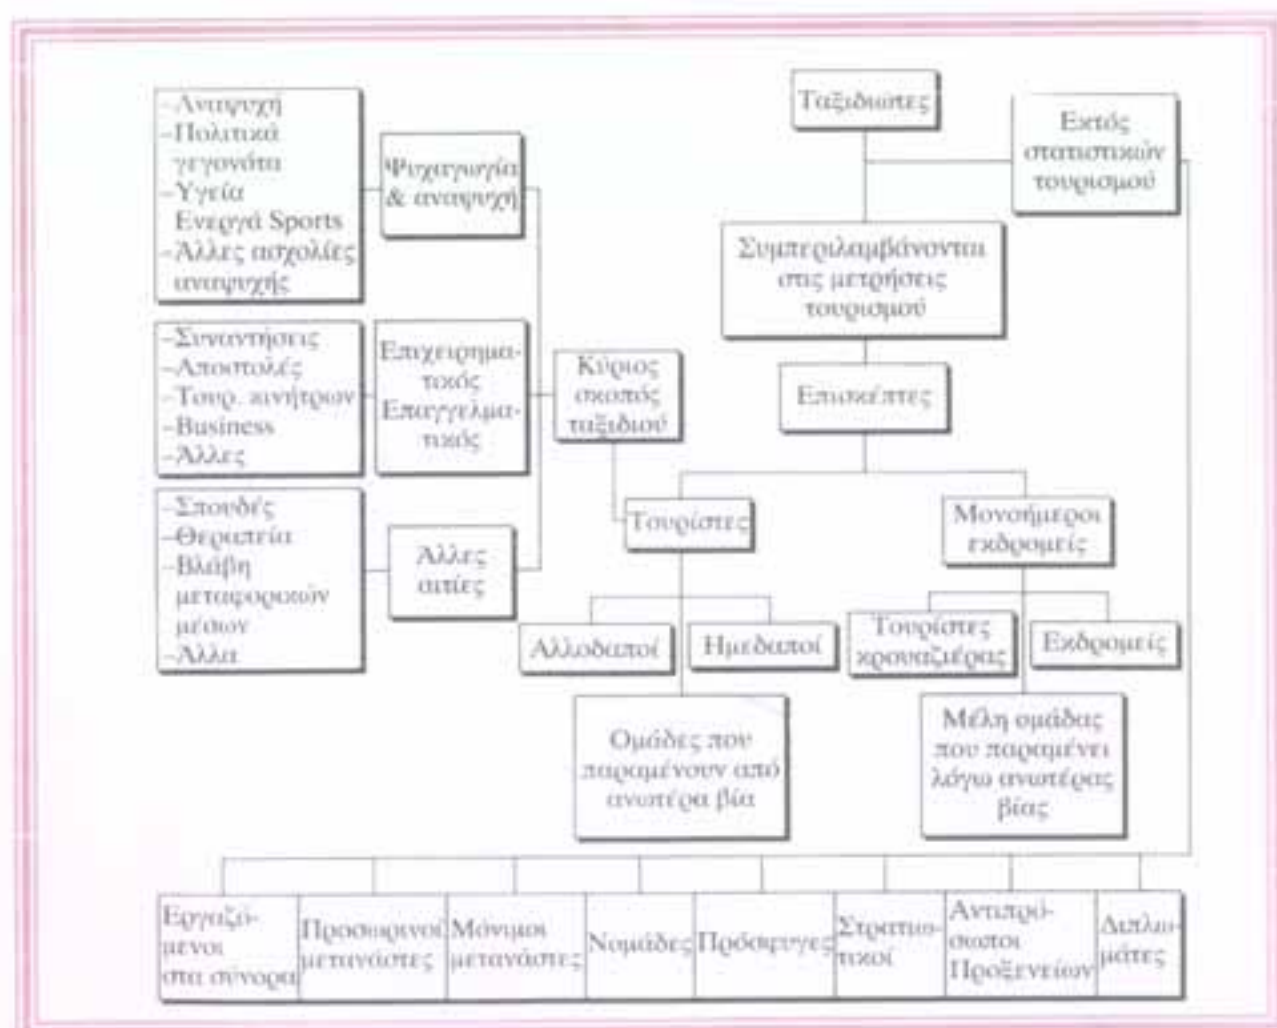 Ταξιδιώτες
Εκτός
στατιστικών
τουρισμού
–Αναψυχή
–Πολιτικά
γεγονότα
–Υγεία
Ενεργά Sports
–Άλλες ασχολίες
αναψυχής
Ψυχαγωγία
& αναψυχή
Συμπεριλαμβάνονται
στις μετρήσεις
τουρισμού
–Συναντήσεις
–Αποστολές
–Τουρ. κινήτρων
–Business
–Άλλες
Επιχειρημα-
τικός
Επαγγελμα-
τικός
Κύριος
σκοπός
ταξιδιού
Επισκέπτες
–Σπουδές
–Θεραπεία
–Βλάβη
μεταφορικών
μέσων
–Άλλα
Άλλες
αιτίες
Τουρίστες
Μονοήμεροι
εκδρομείς
Αλλοδαποί
Ημεδαποί
Τουρίστες
κρουαζιέρας
Εκδρομείς
Ομάδες που
παραμένουν από
ανωτέρα βία
Μέλη ομάδας
που παραμένει
λόγω ανωτέρας
βίας
Εργαζό-
μενοι
στα σύνορα
Προσωρινοί
μετανάστες
Μόνιμοι
μετανάστες
Νομάδες
Πρόσφυγες
Στρατιω-
τικοί
Αντιπρό-
σωποι
Προξενείων
Διπλω-
μάτες